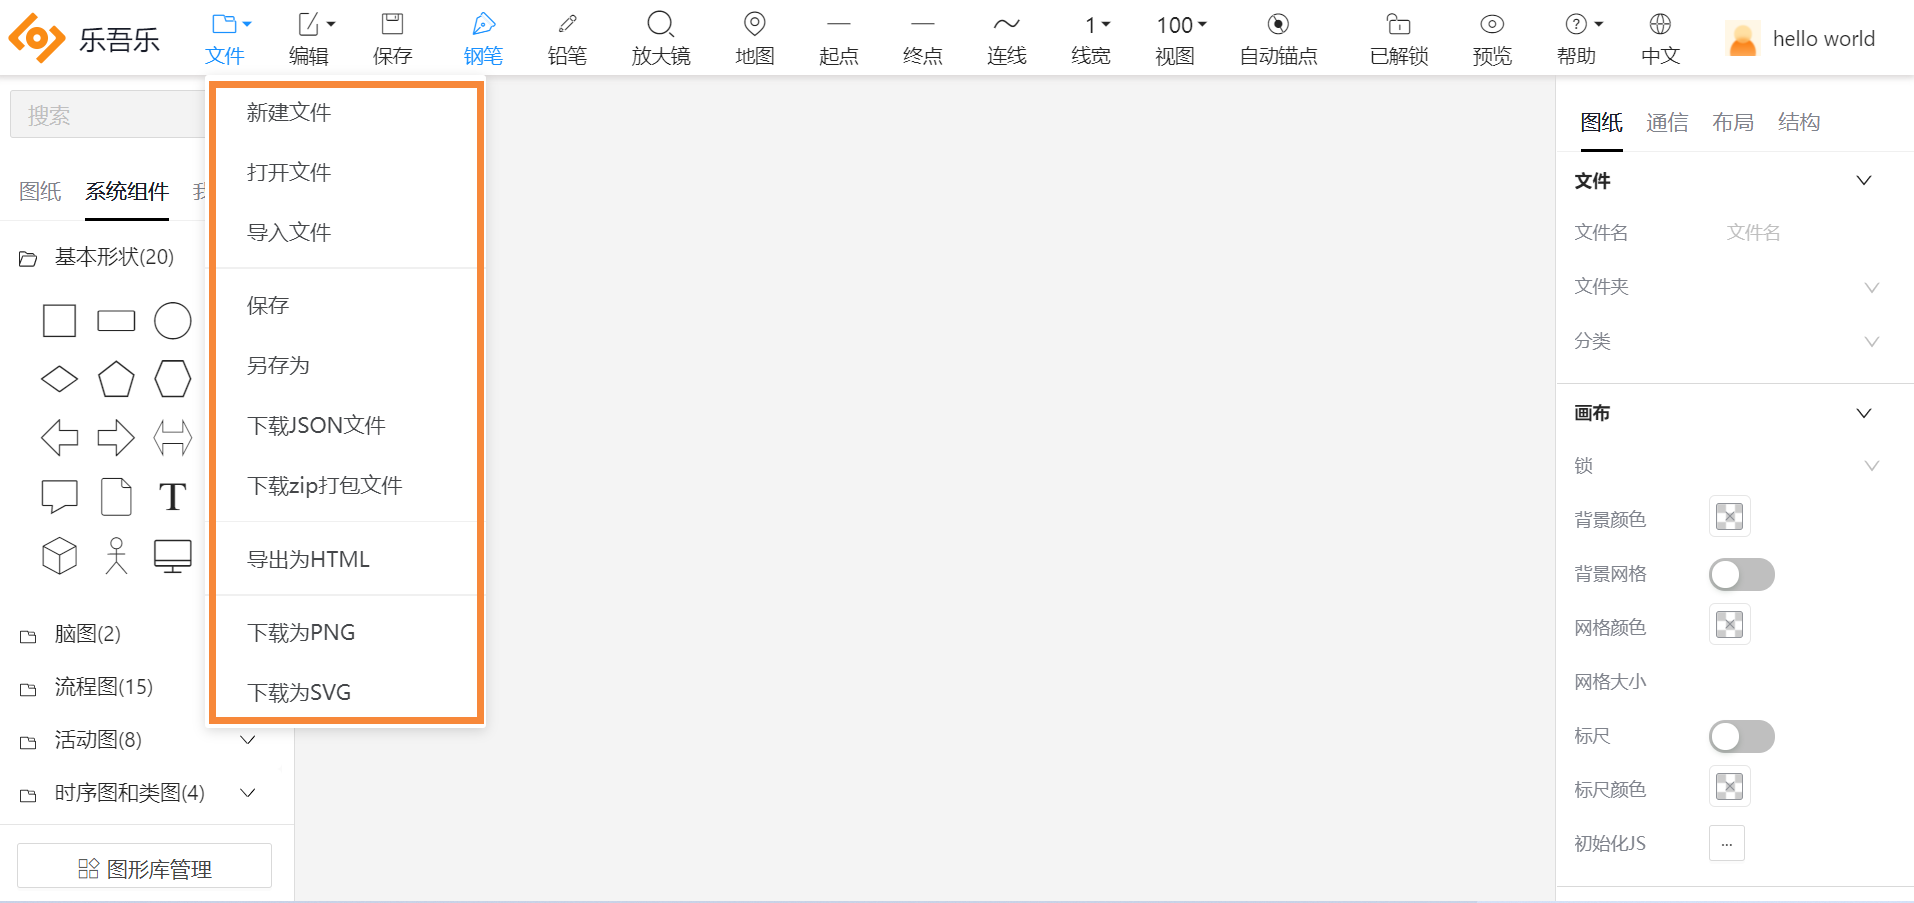 乐吾乐
文件
编辑
保存
钢笔
铅笔
放大镜
地图
起点
终点
连线
1
线宽
100
视图
自动锚点
已解锁
预览
帮助
中文
hello world
搜索
图纸 系统组件
基本形状(20)
T
脑图(2)
流程图(15)
活动图(8)
时序图和类图(4)
图形库管理
新建文件
打开文件
导入文件
保存
另存为
下载JSON文件
下载zip打包文件
导出为HTML
下载为PNG
下载为SVG
图纸 通信 布局 结构
文件
文件名 文件名
文件夹
分类
画布
锁
背景颜色
背景网格
网格颜色
网格大小
标尺
标尺颜色
初始化JS ...